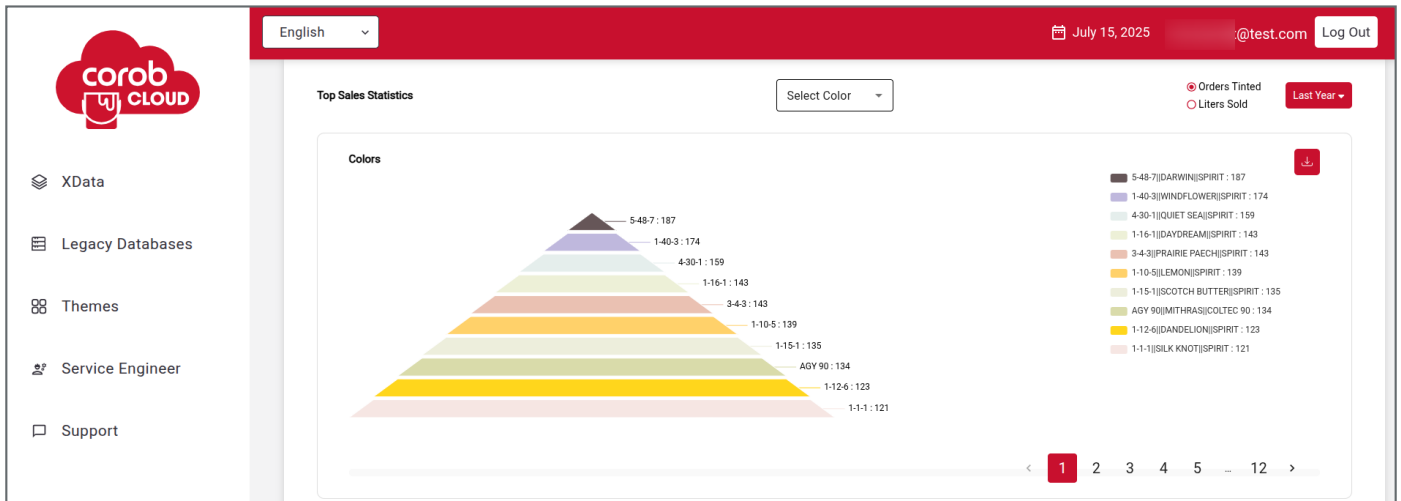 corob
CLOUD
English
July 15, 2025
@test.com
Log Out
XData
Legacy Databases
Themes
Service Engineer
Support
Top Sales Statistics
Select Color
Orders Tinted
Liters Sold
Last Year
Colors
5-48-7 : 187
1-40-3 : 174
4-30-1 : 159
1-16-1 : 143
3-4-3 : 143
1-10-5 : 139
1-15-1 : 135
AGY 90 : 134
1-12-6 : 123
1-1-1 : 121
5-48-7||DARWIN||SPIRIT : 187
1-40-3||WINDFLOWER||SPIRIT : 174
4-30-1||QUIET SEA||SPIRIT : 159
1-16-1||DAYDREAM||SPIRIT : 143
3-4-3||PRAIRIE PAECH||SPIRIT : 143
1-10-5||LEMON||SPIRIT : 139
1-15-1||SCOTCH BUTTER||SPIRIT : 135
AGY 90||MITHRAS||COLTEC 90 : 134
1-12-6||DANDELION||SPIRIT : 123
1-1-1||SILK KNOT||SPIRIT : 121
‹ 1 2 3 4 5 ... 12 ›